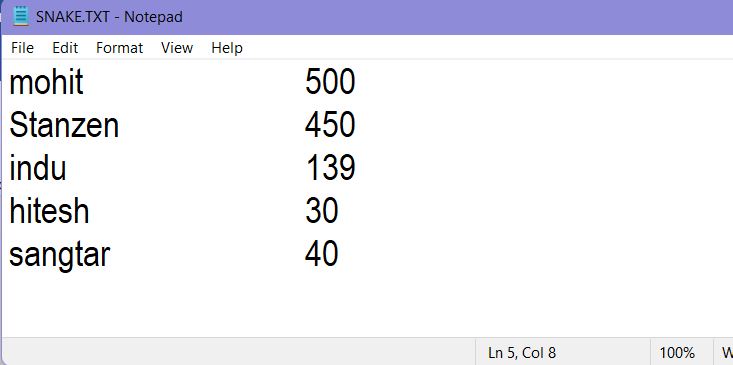 SNAKE.TXT - Notepad
File Edit Format View Help
mohit 500
Stanzen 450
indu 139
hitesh 30
sangtar 40
Ln 5, Col 8 100%